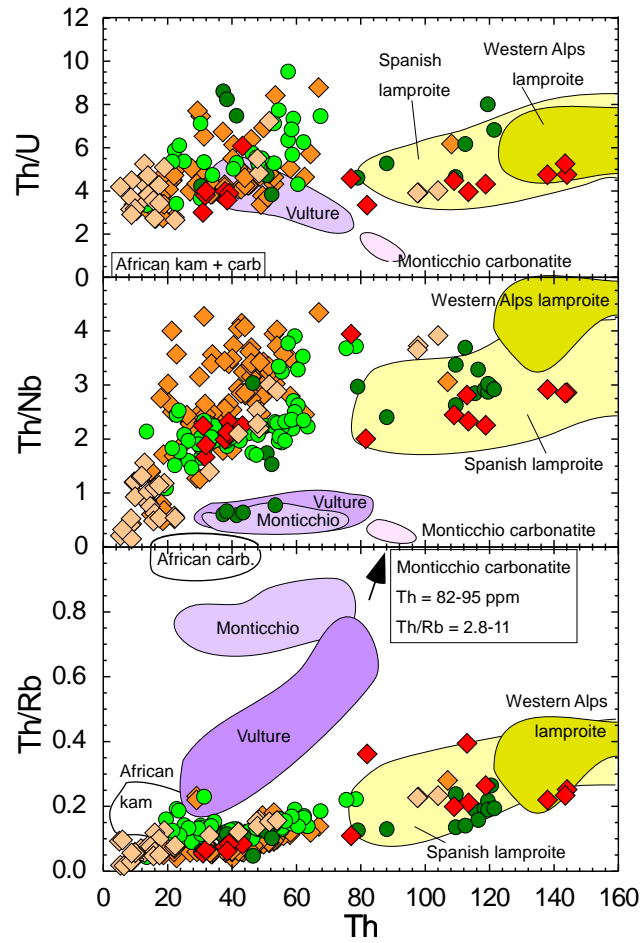 12
10
8
6
4
2
0
Th/U
Spanish
lamproite
Western Alps
lamproite
Vulture
African kam + carb
Monticchio carbonatite
4
3
2
1
0
Th/Nb
Western Alps lamproite
Spanish lamproite
Vulture
Monticchio
Monticchio carbonatite
African carb.
0.8
0.6
0.4
0.2
0.0
Th/Rb
Monticchio carbonatite
Th = 82-95 ppm
Th/Rb = 2.8-11
Monticchio
Vulture
African
kam
Western Alps
lamproite
Spanish lamproite
0 20 40 60 80 100 120 140 160
Th